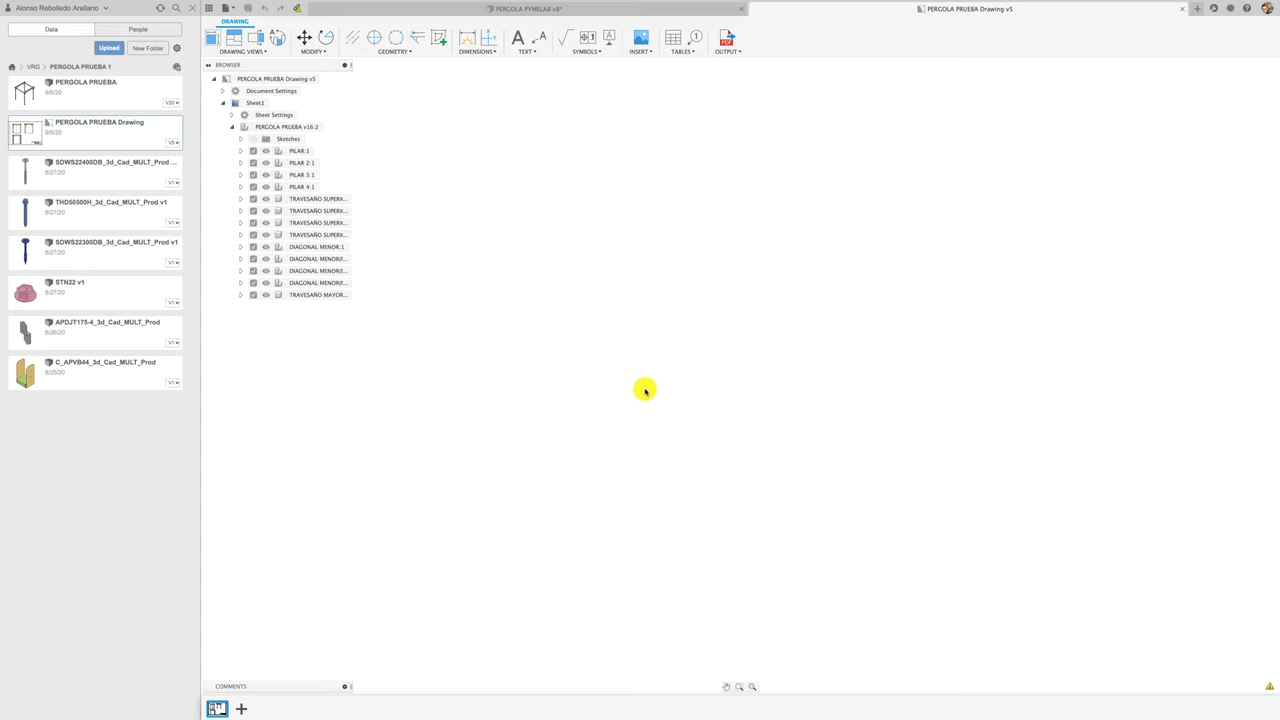 Alonso Rebolledo Arellano
PERGOLA PYMELAB v8*
PERGOLA PRUEBA Drawing v5
Data
People
Upload
New Folder
VRG
PERGOLA PRUEBA 1
PERGOLA PRUEBA
9/6/20
V20
PERGOLA PRUEBA Drawing
9/6/20
V5
SDWS22400DB_3d_Cad_MULT_Prod ...
8/27/20
V1
THD50500H_3d_Cad_MULT_Prod v1
8/27/20
V1
SDWS22300DB_3d_Cad_MULT_Prod v1
8/27/20
V1
STN22 v1
8/27/20
V1
APDJT175-4_3d_Cad_MULT_Prod
8/26/20
V1
C_APVB44_3d_Cad_MULT_Prod
8/25/20
V1
DRAWING
DRAWING VIEWS
MODIFY
GEOMETRY
DIMENSIONS
TEXT
SYMBOLS
INSERT
TABLES
OUTPUT
BROWSER
PERGOLA PRUEBA Drawing v5
Document Settings
Sheet1
Sheet Settings
PERGOLA PRUEBA v16:2
Sketches
PILAR:1
PILAR 2:1
PILAR 3:1
PILAR 4:1
TRAVESAÑO SUPERI...
TRAVESAÑO SUPERI...
TRAVESAÑO SUPERI...
TRAVESAÑO SUPERI...
DIAGONAL MENOR:1
DIAGONAL MENOR(...
DIAGONAL MENOR(...
DIAGONAL MENOR(...
TRAVESAÑO MAYOR...
COMMENTS